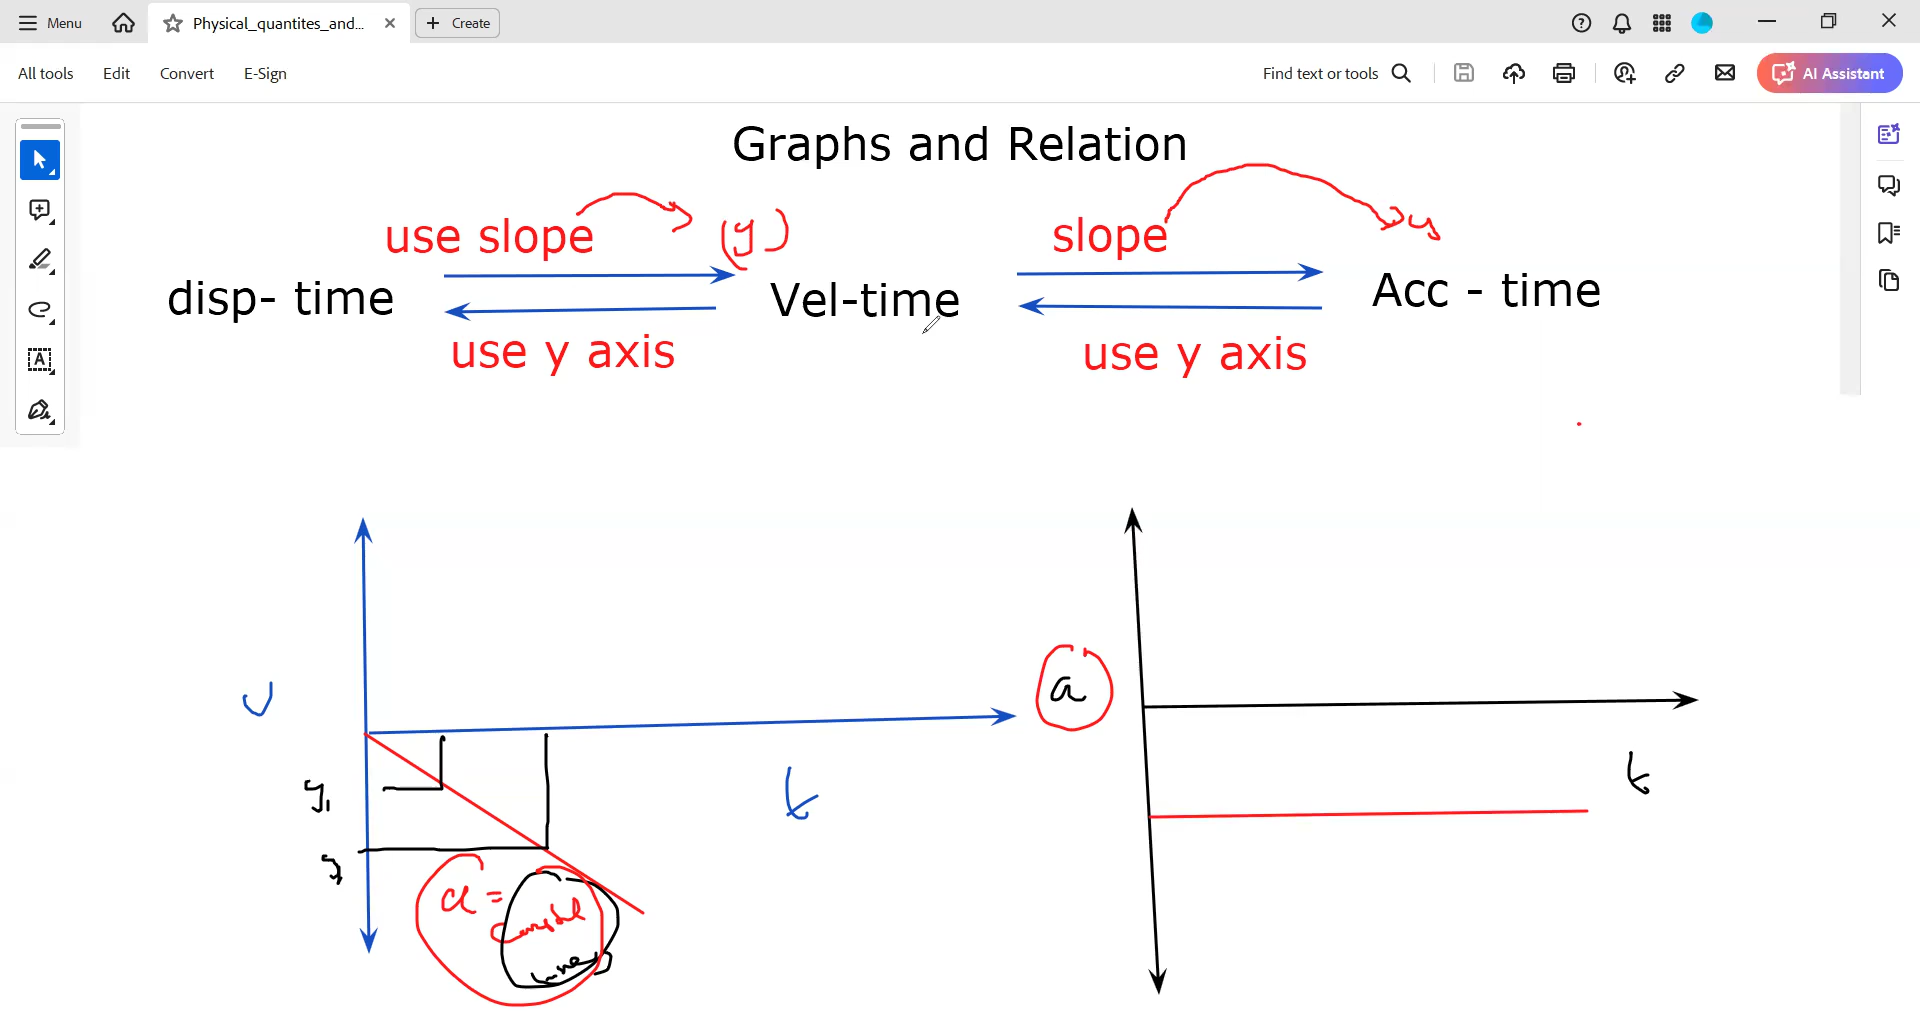 Menu
Physical_quantites_and...
Create
All tools
Edit
Convert
E-Sign
Find text or tools
AI Assistant
Graphs and Relation
use slope
(y)
slope
y
disp- time
Vel-time
Acc - time
use y axis
use y axis
v
a
t
t
y1
a =